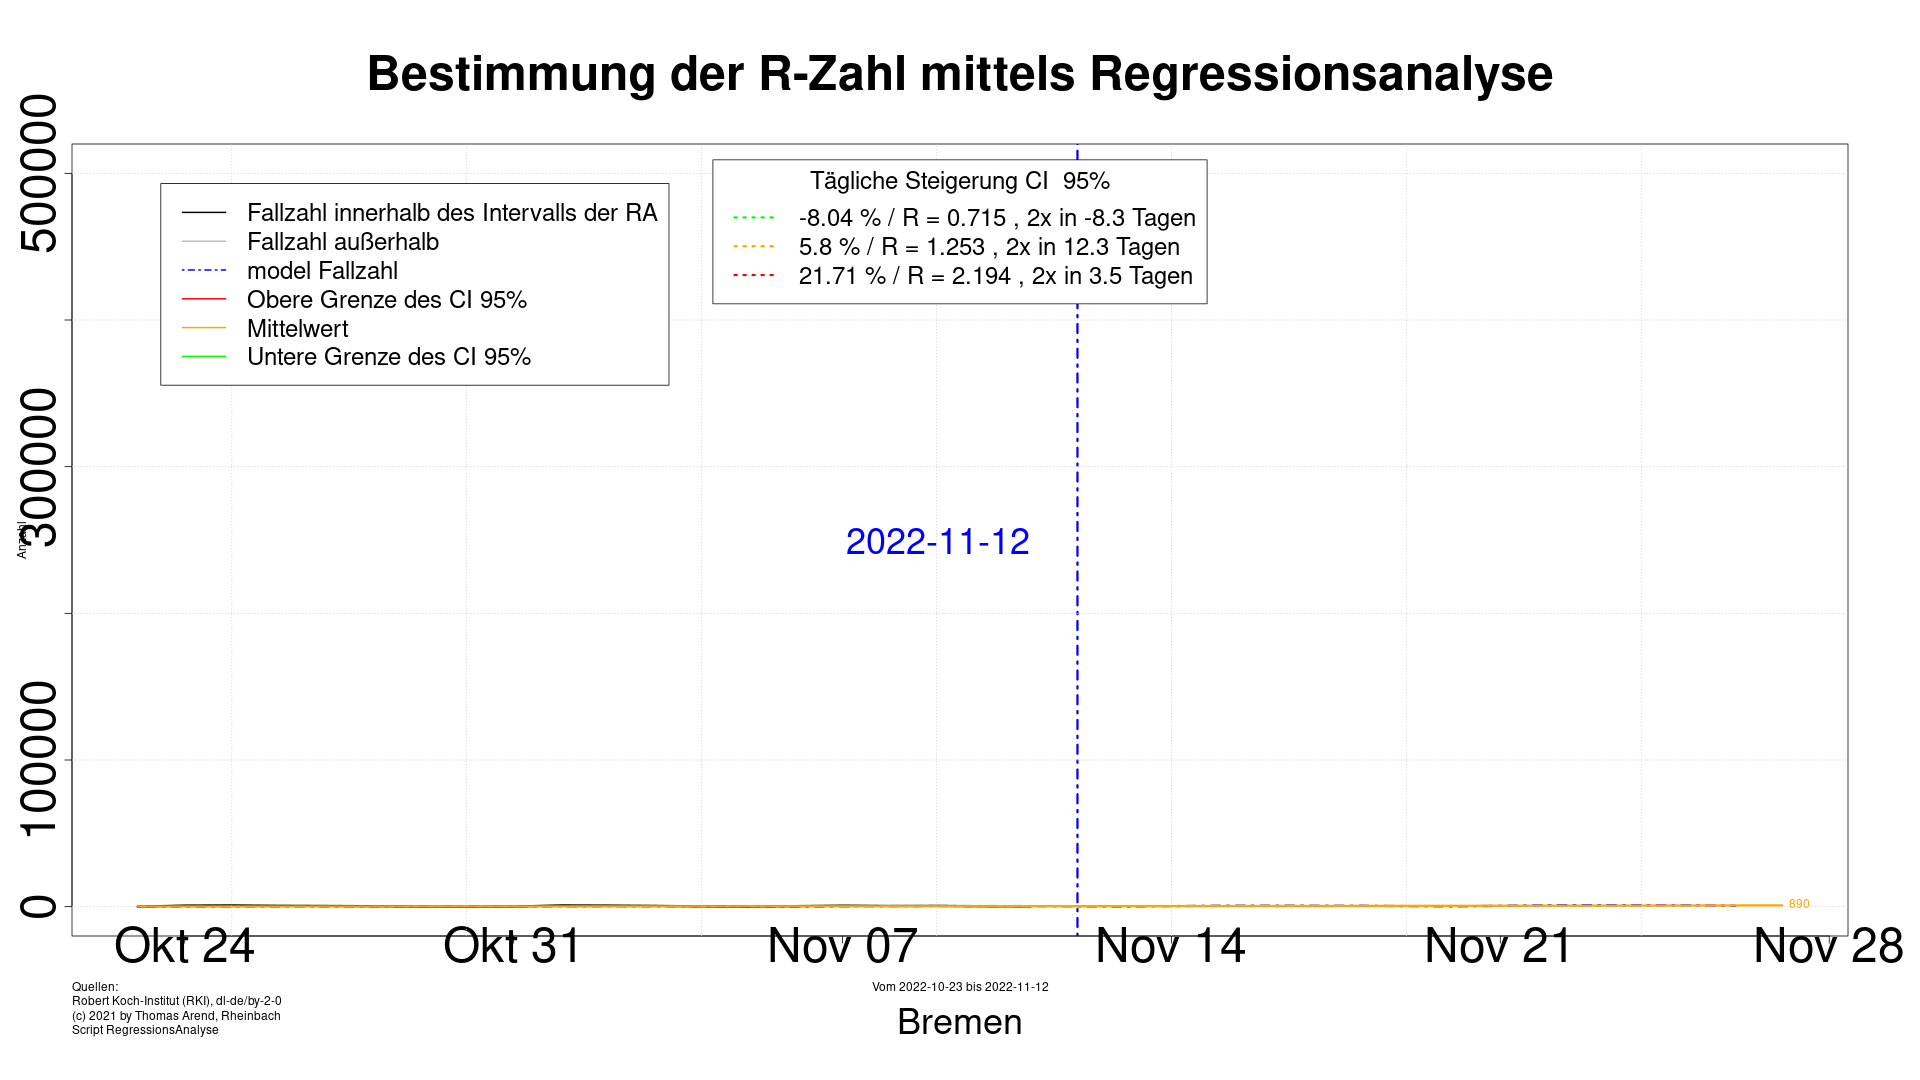 Bestimmung der R-Zahl mittels Regressionsanalyse
Tägliche Steigerung CI  95%
-8.04 % / R = 0.715 , 2x in -8.3 Tagen
5.8 % / R = 1.253 , 2x in 12.3 Tagen
21.71 % / R = 2.194 , 2x in 3.5 Tagen
Fallzahl innerhalb des Intervalls der RA
Fallzahl außerhalb
model Fallzahl
Obere Grenze des CI 95%
Mittelwert
Untere Grenze des CI 95%
500000
300000
100000
0
Anzahl
2022-11-12
890
Okt 24
Okt 31
Nov 07
Nov 14
Nov 21
Nov 28
Quellen:
Robert Koch-Institut (RKI), dl-de/by-2-0
(c) 2021 by Thomas Arend, Rheinbach
Script RegressionsAnalyse
Vom 2022-10-23 bis 2022-11-12
Bremen